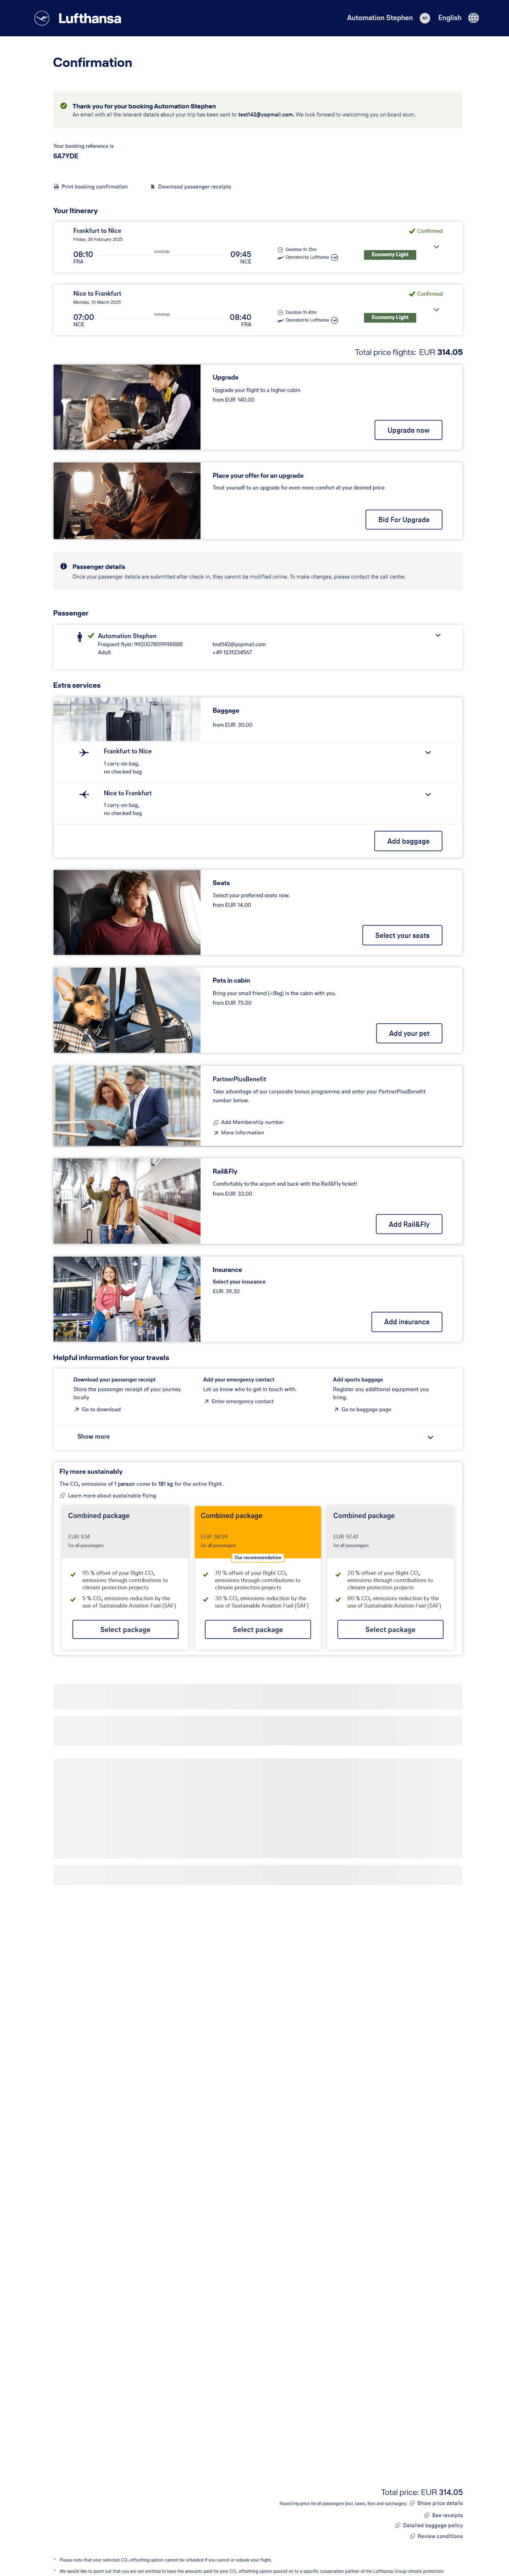 Lufthansa
Automation Stephen AS English
Confirmation
Thank you for your booking Automation Stephen
An email with all the relevant details about your trip has been sent to test142@yopmail.com. We look forward to welcoming you on board soon.
Your booking reference is
SA7YDE
Print booking confirmation Download passenger receipts
Your Itinerary
Frankfurt to Nice Confirmed
Friday, 28 February 2025
08:10 nonstop 09:45 Duration 1h 35m Economy Light
FRA NCE Operated by Lufthansa
Nice to Frankfurt Confirmed
Monday, 10 March 2025
07:00 nonstop 08:40 Duration 1h 40m Economy Light
NCE FRA Operated by Lufthansa
Total price flights: EUR 314.05
Upgrade
Upgrade your flight to a higher cabin
from EUR 140.00
Upgrade now
Place your offer for an upgrade
Treat yourself to an upgrade for even more comfort at your desired price
Bid For Upgrade
Passenger details
Once your passenger details are submitted after check-in, they cannot be modified online. To make changes, please contact the call center.
Passenger
Automation Stephen
Frequent flyer: 992007809998888 test142@yopmail.com
Adult +49 1231234567
Extra services
Baggage
from EUR 30.00
Frankfurt to Nice
1 carry-on bag,
no checked bag
Nice to Frankfurt
1 carry-on bag,
no checked bag
Add baggage
Seats
Select your preferred seats now.
from EUR 14.00
Select your seats
Pets in cabin
Bring your small friend (<8kg) in the cabin with you.
from EUR 75.00
Add your pet
PartnerPlusBenefit
Take advantage of our corporate bonus programme and enter your PartnerPlusBenefit
number below.
Add Membership number
More Information
Rail&Fly
Comfortably to the airport and back with the Rail&Fly ticket!
from EUR 33.00
Add Rail&Fly
Insurance
Select your insurance
EUR 39.30
Add insurance
Helpful information for your travels
Download your passenger receipt
Store the passenger receipt of your journey
locally
Go to download
Add your emergency contact
Let us know who to get in touch with.
Enter emergency contact
Add sports baggage
Register any additional equipment you
bring.
Go to baggage page
Show more
Fly more sustainably
The CO₂ emissions of 1 person come to 181 kg for the entire flight.
Learn more about sustainable flying
Combined package
EUR 9.14
for all passengers
95 % offset of your flight CO₂
emissions through contributions to
climate protection projects
5 % CO₂ emissions reduction by the
use of Sustainable Aviation Fuel (SAF)
Select package
Combined package
EUR 38.59
for all passengers
Our recommendation
70 % offset of your flight CO₂
emissions through contributions to
climate protection projects
30 % CO₂ emissions reduction by the
use of Sustainable Aviation Fuel (SAF)
Select package
Combined package
EUR 97.47
for all passengers
20 % offset of your flight CO₂
emissions through contributions to
climate protection projects
80 % CO₂ emissions reduction by the
use of Sustainable Aviation Fuel (SAF)
Select package
Total price: EUR 314.05
Round trip price for all passengers (incl. taxes, fees and surcharges) Show price details
See receipts
Detailed baggage policy
Review conditions
* Please note that your selected CO₂ offsetting option cannot be refunded if you cancel or rebook your flight.
* We would like to point out that you are not entitled to have the amounts paid for your CO₂ offsetting option passed on to a specific cooperation partner of the Lufthansa Group climate protection